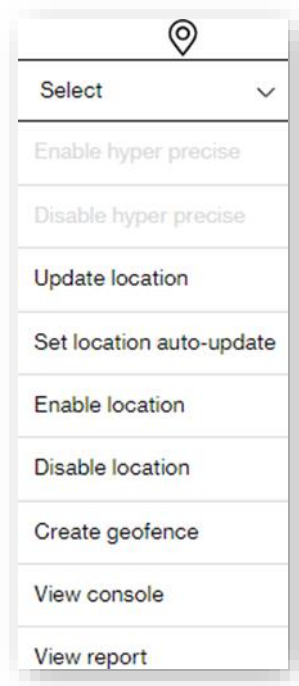 Select
Enable hyper precise
Disable hyper precise
Update location
Set location auto-update
Enable location
Disable location
Create geofence
View console
View report